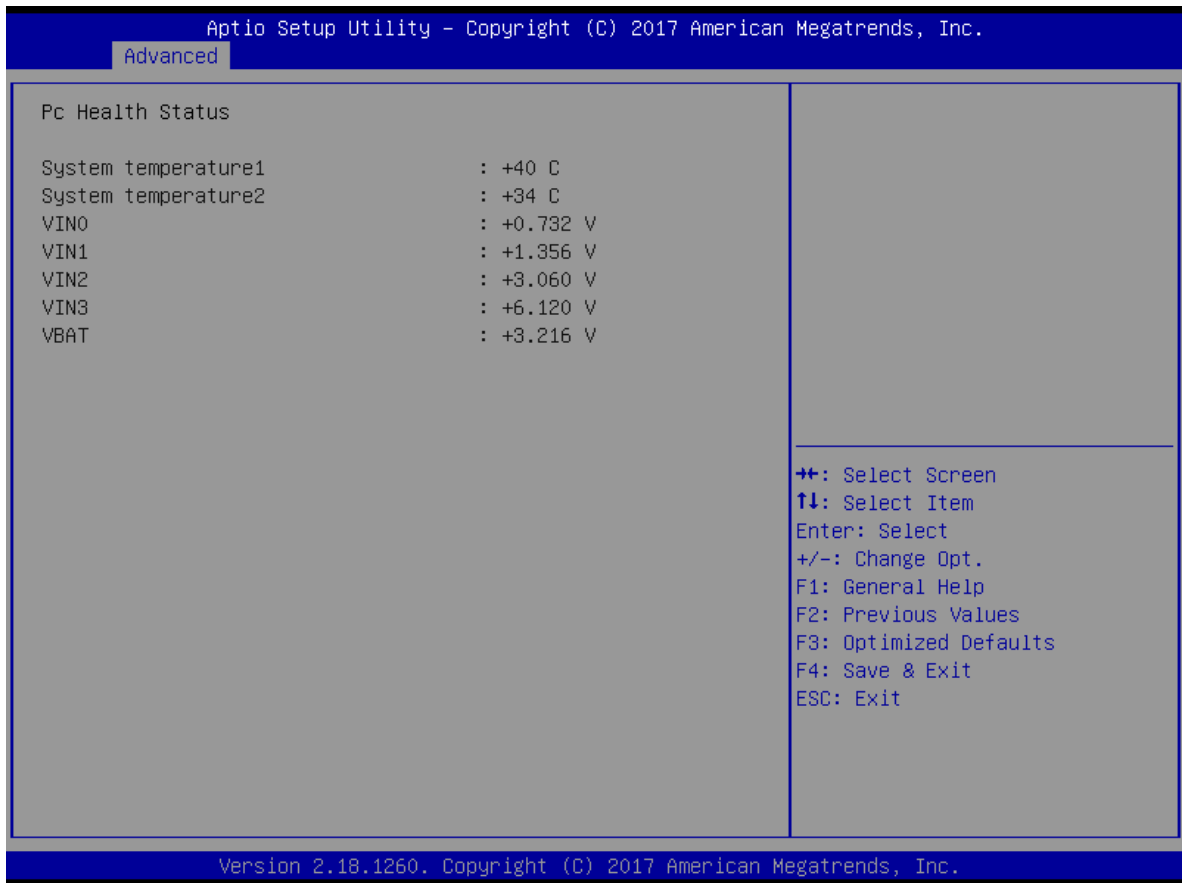 Aptio Setup Utility – Copyright (C) 2017 American Megatrends, Inc.
Advanced
Pc Health Status
System temperature1 : +40 C
System temperature2 : +34 C
VIN0 : +0.732 V
VIN1 : +1.356 V
VIN2 : +3.060 V
VIN3 : +6.120 V
VBAT : +3.216 V
→←: Select Screen
↑↓: Select Item
Enter: Select
+/-: Change Opt.
F1: General Help
F2: Previous Values
F3: Optimized Defaults
F4: Save & Exit
ESC: Exit
Version 2.18.1260. Copyright (C) 2017 American Megatrends, Inc.